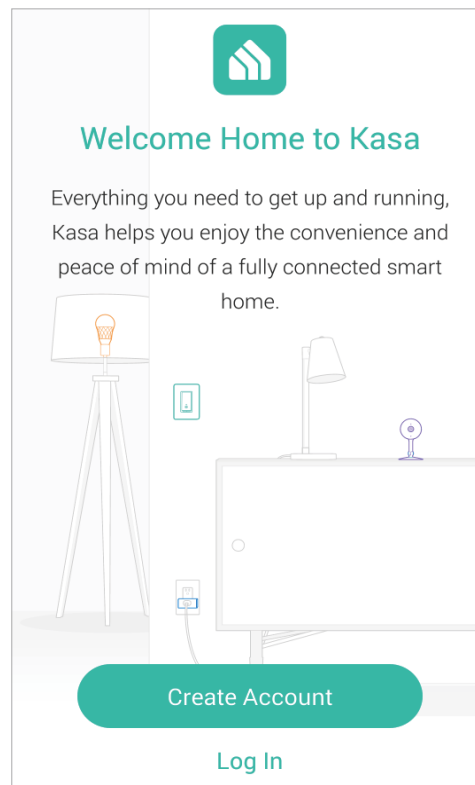 Welcome Home to Kasa
Everything you need to get up and running,
Kasa helps you enjoy the convenience and
peace of mind of a fully connected smart
home.
Create Account
Log In